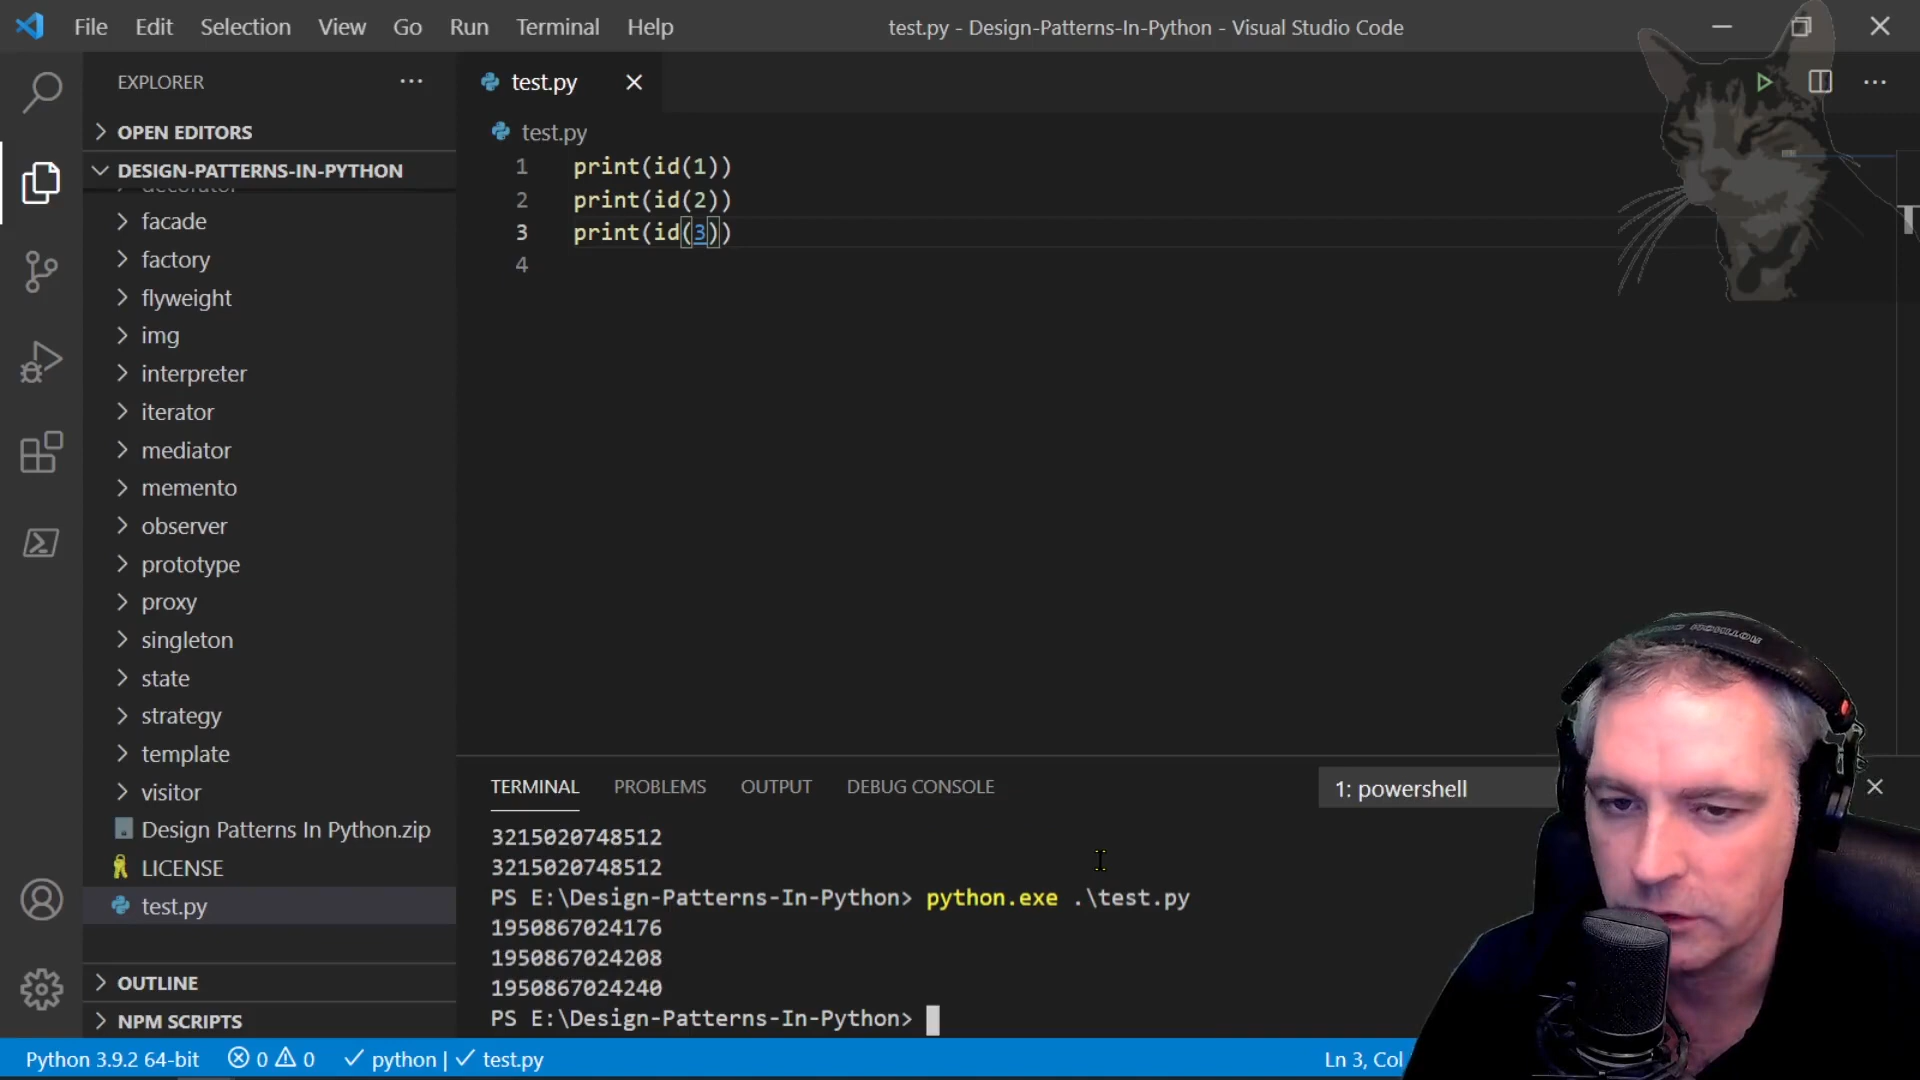 File Edit Selection View Go Run Terminal Help
test.py - Design-Patterns-In-Python - Visual Studio Code
EXPLORER
OPEN EDITORS
DESIGN-PATTERNS-IN-PYTHON
decorator
facade
factory
flyweight
img
interpreter
iterator
mediator
memento
observer
prototype
proxy
singleton
state
strategy
template
visitor
Design Patterns In Python.zip
LICENSE
test.py
OUTLINE
NPM SCRIPTS
test.py
test.py
1 print(id(1))
2 print(id(2))
3 print(id(3))
4
TERMINAL PROBLEMS OUTPUT DEBUG CONSOLE
1: powershell
3215020748512
3215020748512
PS E:\Design-Patterns-In-Python> python.exe .\test.py
1950867024176
1950867024208
1950867024240
PS E:\Design-Patterns-In-Python>
Python 3.9.2 64-bit 0 0 python | test.py
Ln 3, Col